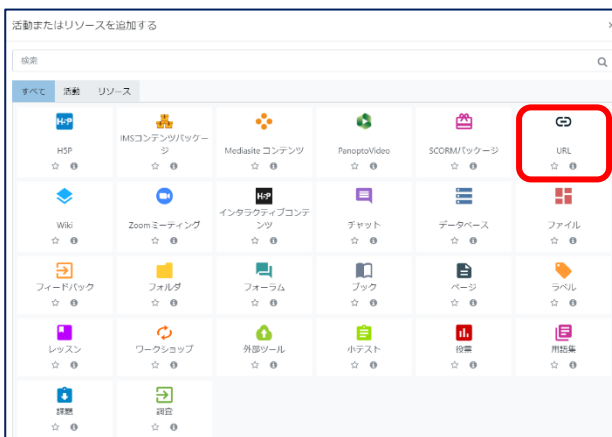 活動またはリソースを追加する
検索
すべて 活動 リソース
H5P
H5P
IMSコンテンツパッケー
ジ
Mediasite コンテンツ
PanoptoVideo
SCORMパッケージ
URL
Wiki
Zoomミーティング
H5P
インタラクティブコンテ
ンツ
チャット
データベース
ファイル
フィードバック
フォルダ
フォーラム
ブック
ページ
ラベル
レッスン
ワークショップ
外部ツール
小テスト
投票
用語集
課題
調査